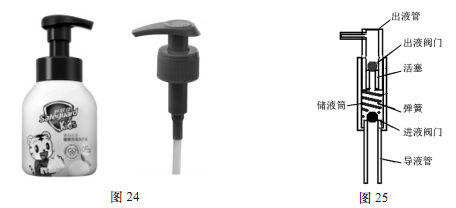 Safeguard
出液管
出液阀门
活塞
储液筒
弹簧
进液阀门
导液管
图 24
图 25